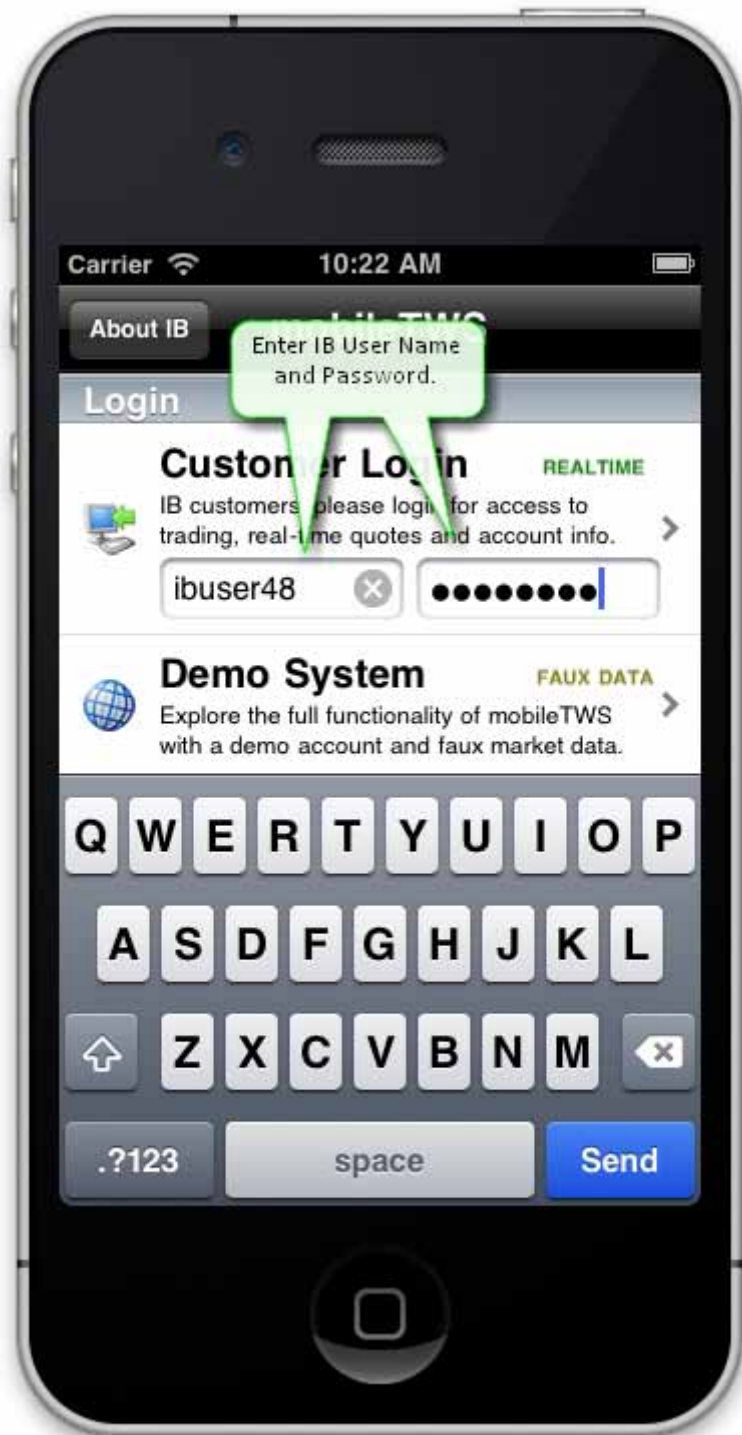 Carrier 10:22 AM
About IB mobileTWS
Enter IB User Name
and Password.
Login
Customer Login REALTIME
IB customers, please login for access to
trading, real-time quotes and account info.
ibuser48 ●●●●●●●●
Demo System FAUX DATA
Explore the full functionality of mobileTWS
with a demo account and faux market data.
Q W E R T Y U I O P
A S D F G H J K L
Z X C V B N M
.?123 space Send